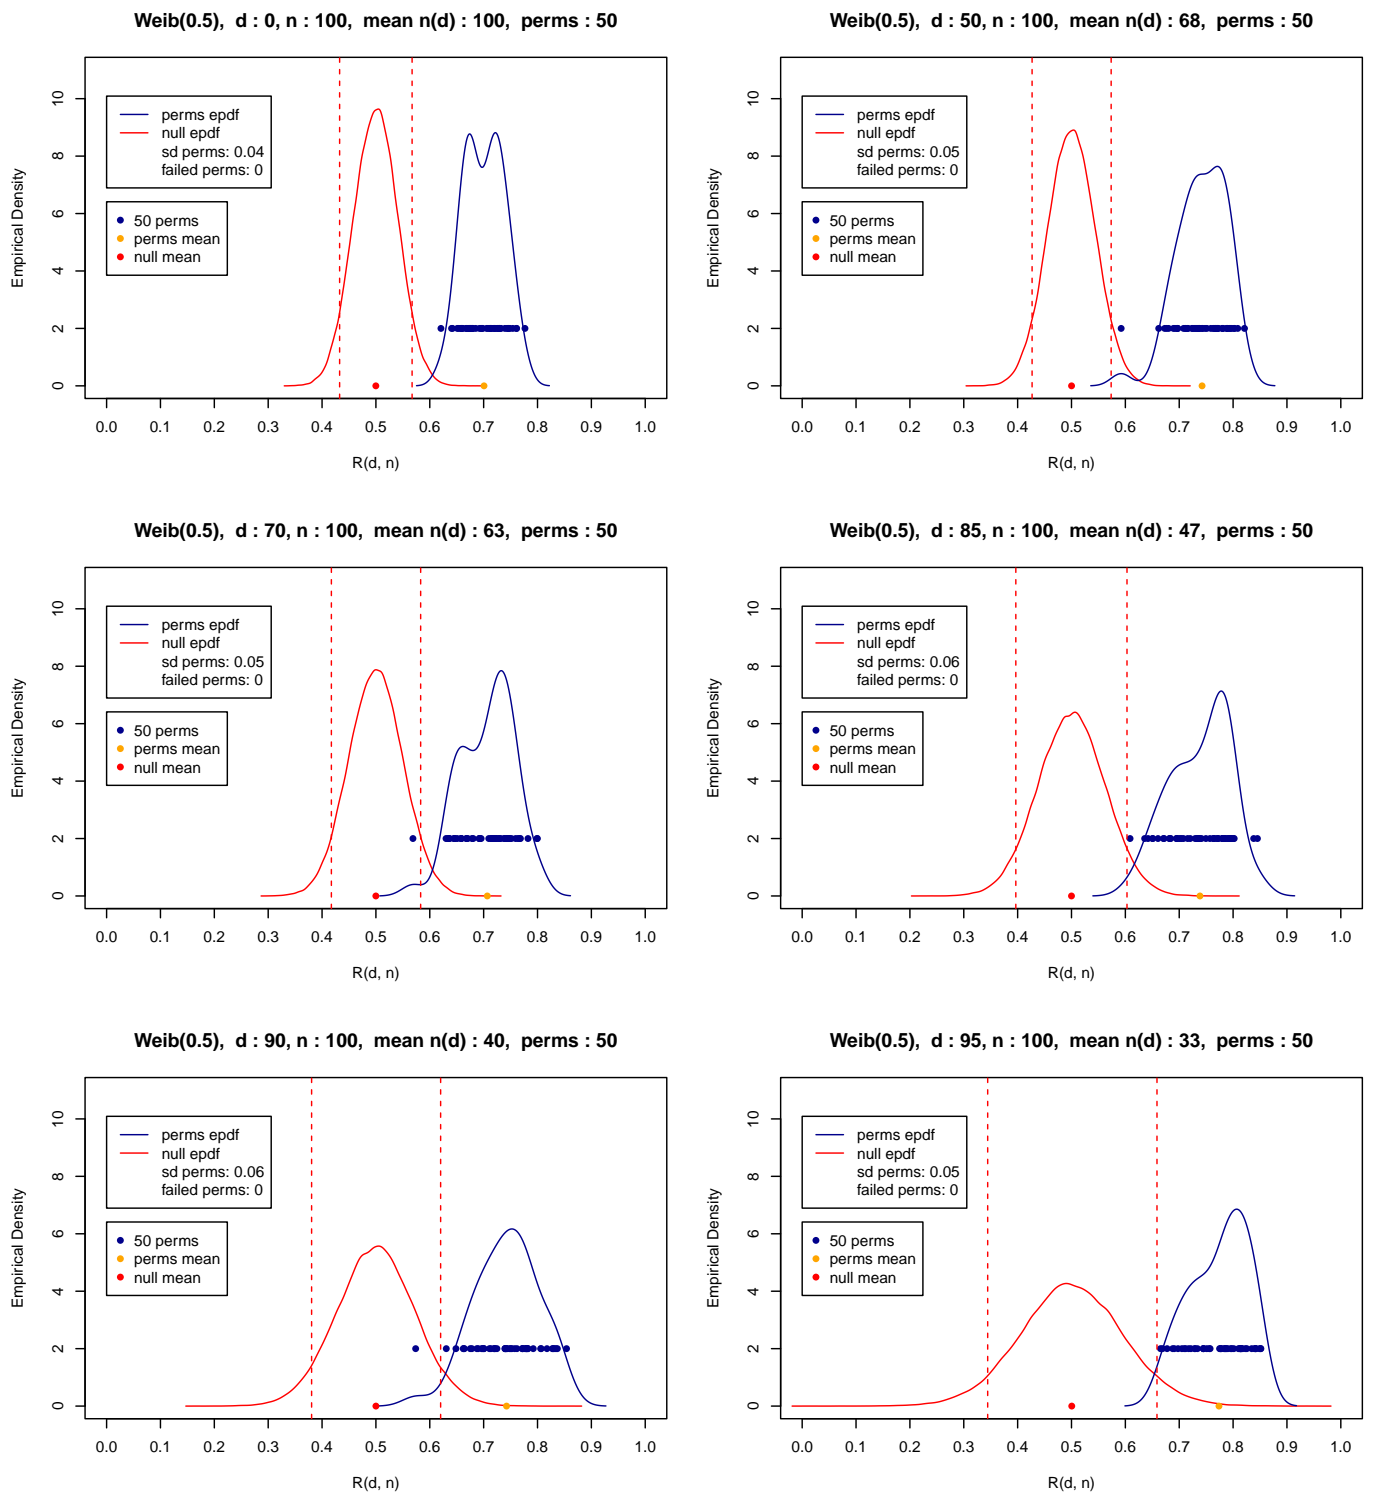 Weib(0.5), d : 0, n : 100, mean n(d) : 100, perms : 50
Empirical Density
10
8
6
4
2
0
perms epdf
null epdf
sd perms: 0.04
failed perms: 0
50 perms
perms mean
null mean
0.0 0.1 0.2 0.3 0.4 0.5 0.6 0.7 0.8 0.9 1.0
R(d, n)
Weib(0.5), d : 50, n : 100, mean n(d) : 68, perms : 50
Empirical Density
10
8
6
4
2
0
perms epdf
null epdf
sd perms: 0.05
failed perms: 0
50 perms
perms mean
null mean
0.0 0.1 0.2 0.3 0.4 0.5 0.6 0.7 0.8 0.9 1.0
R(d, n)
Weib(0.5), d : 70, n : 100, mean n(d) : 63, perms : 50
Empirical Density
10
8
6
4
2
0
perms epdf
null epdf
sd perms: 0.05
failed perms: 0
50 perms
perms mean
null mean
0.0 0.1 0.2 0.3 0.4 0.5 0.6 0.7 0.8 0.9 1.0
R(d, n)
Weib(0.5), d : 85, n : 100, mean n(d) : 47, perms : 50
Empirical Density
10
8
6
4
2
0
perms epdf
null epdf
sd perms: 0.06
failed perms: 0
50 perms
perms mean
null mean
0.0 0.1 0.2 0.3 0.4 0.5 0.6 0.7 0.8 0.9 1.0
R(d, n)
Weib(0.5), d : 90, n : 100, mean n(d) : 40, perms : 50
Empirical Density
10
8
6
4
2
0
perms epdf
null epdf
sd perms: 0.06
failed perms: 0
50 perms
perms mean
null mean
0.0 0.1 0.2 0.3 0.4 0.5 0.6 0.7 0.8 0.9 1.0
R(d, n)
Weib(0.5), d : 95, n : 100, mean n(d) : 33, perms : 50
Empirical Density
10
8
6
4
2
0
perms epdf
null epdf
sd perms: 0.05
failed perms: 0
50 perms
perms mean
null mean
0.0 0.1 0.2 0.3 0.4 0.5 0.6 0.7 0.8 0.9 1.0
R(d, n)